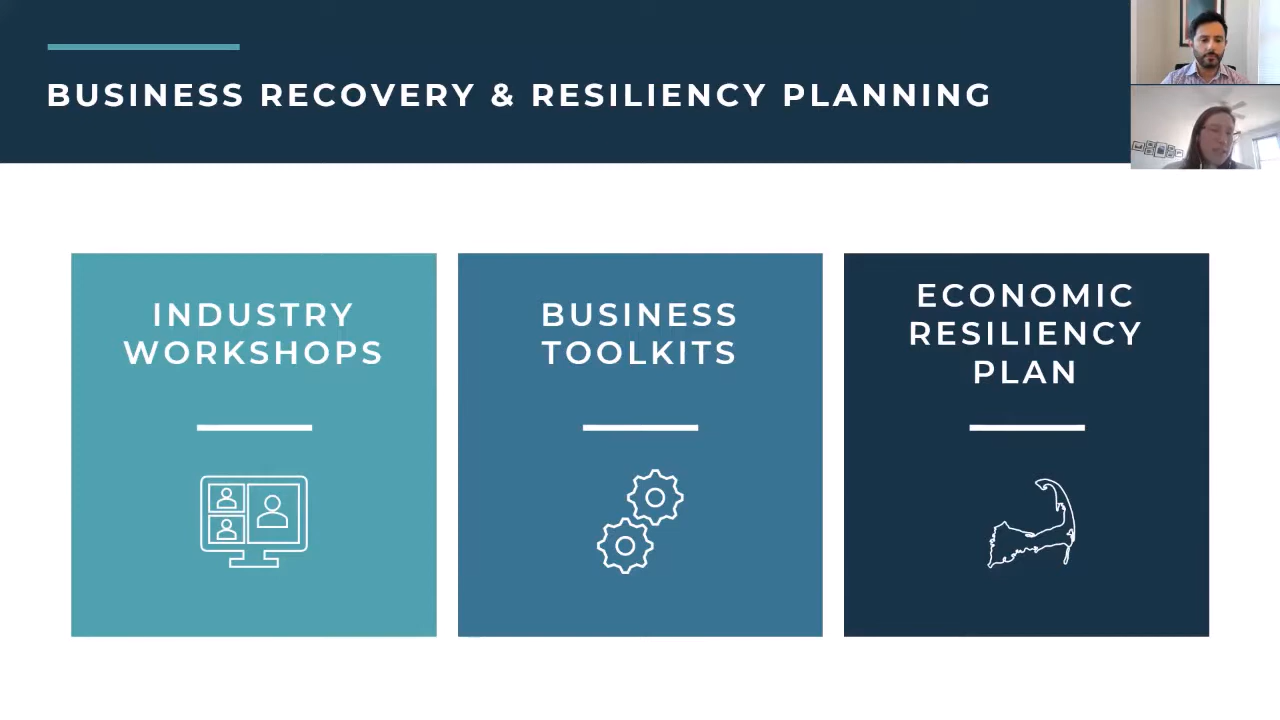 BUSINESS RECOVERY & RESILIENCY PLANNING
INDUSTRY
WORKSHOPS
BUSINESS
TOOLKITS
ECONOMIC
RESILIENCY
PLAN